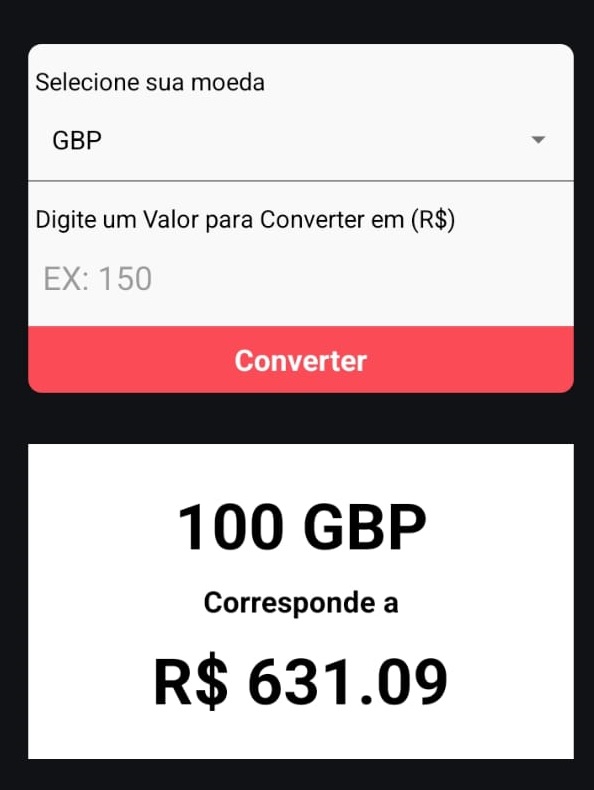 Selecione sua moeda
GBP
Digite um Valor para Converter em (R$)
EX: 150
Converter
100 GBP
Corresponde a
R$ 631.09